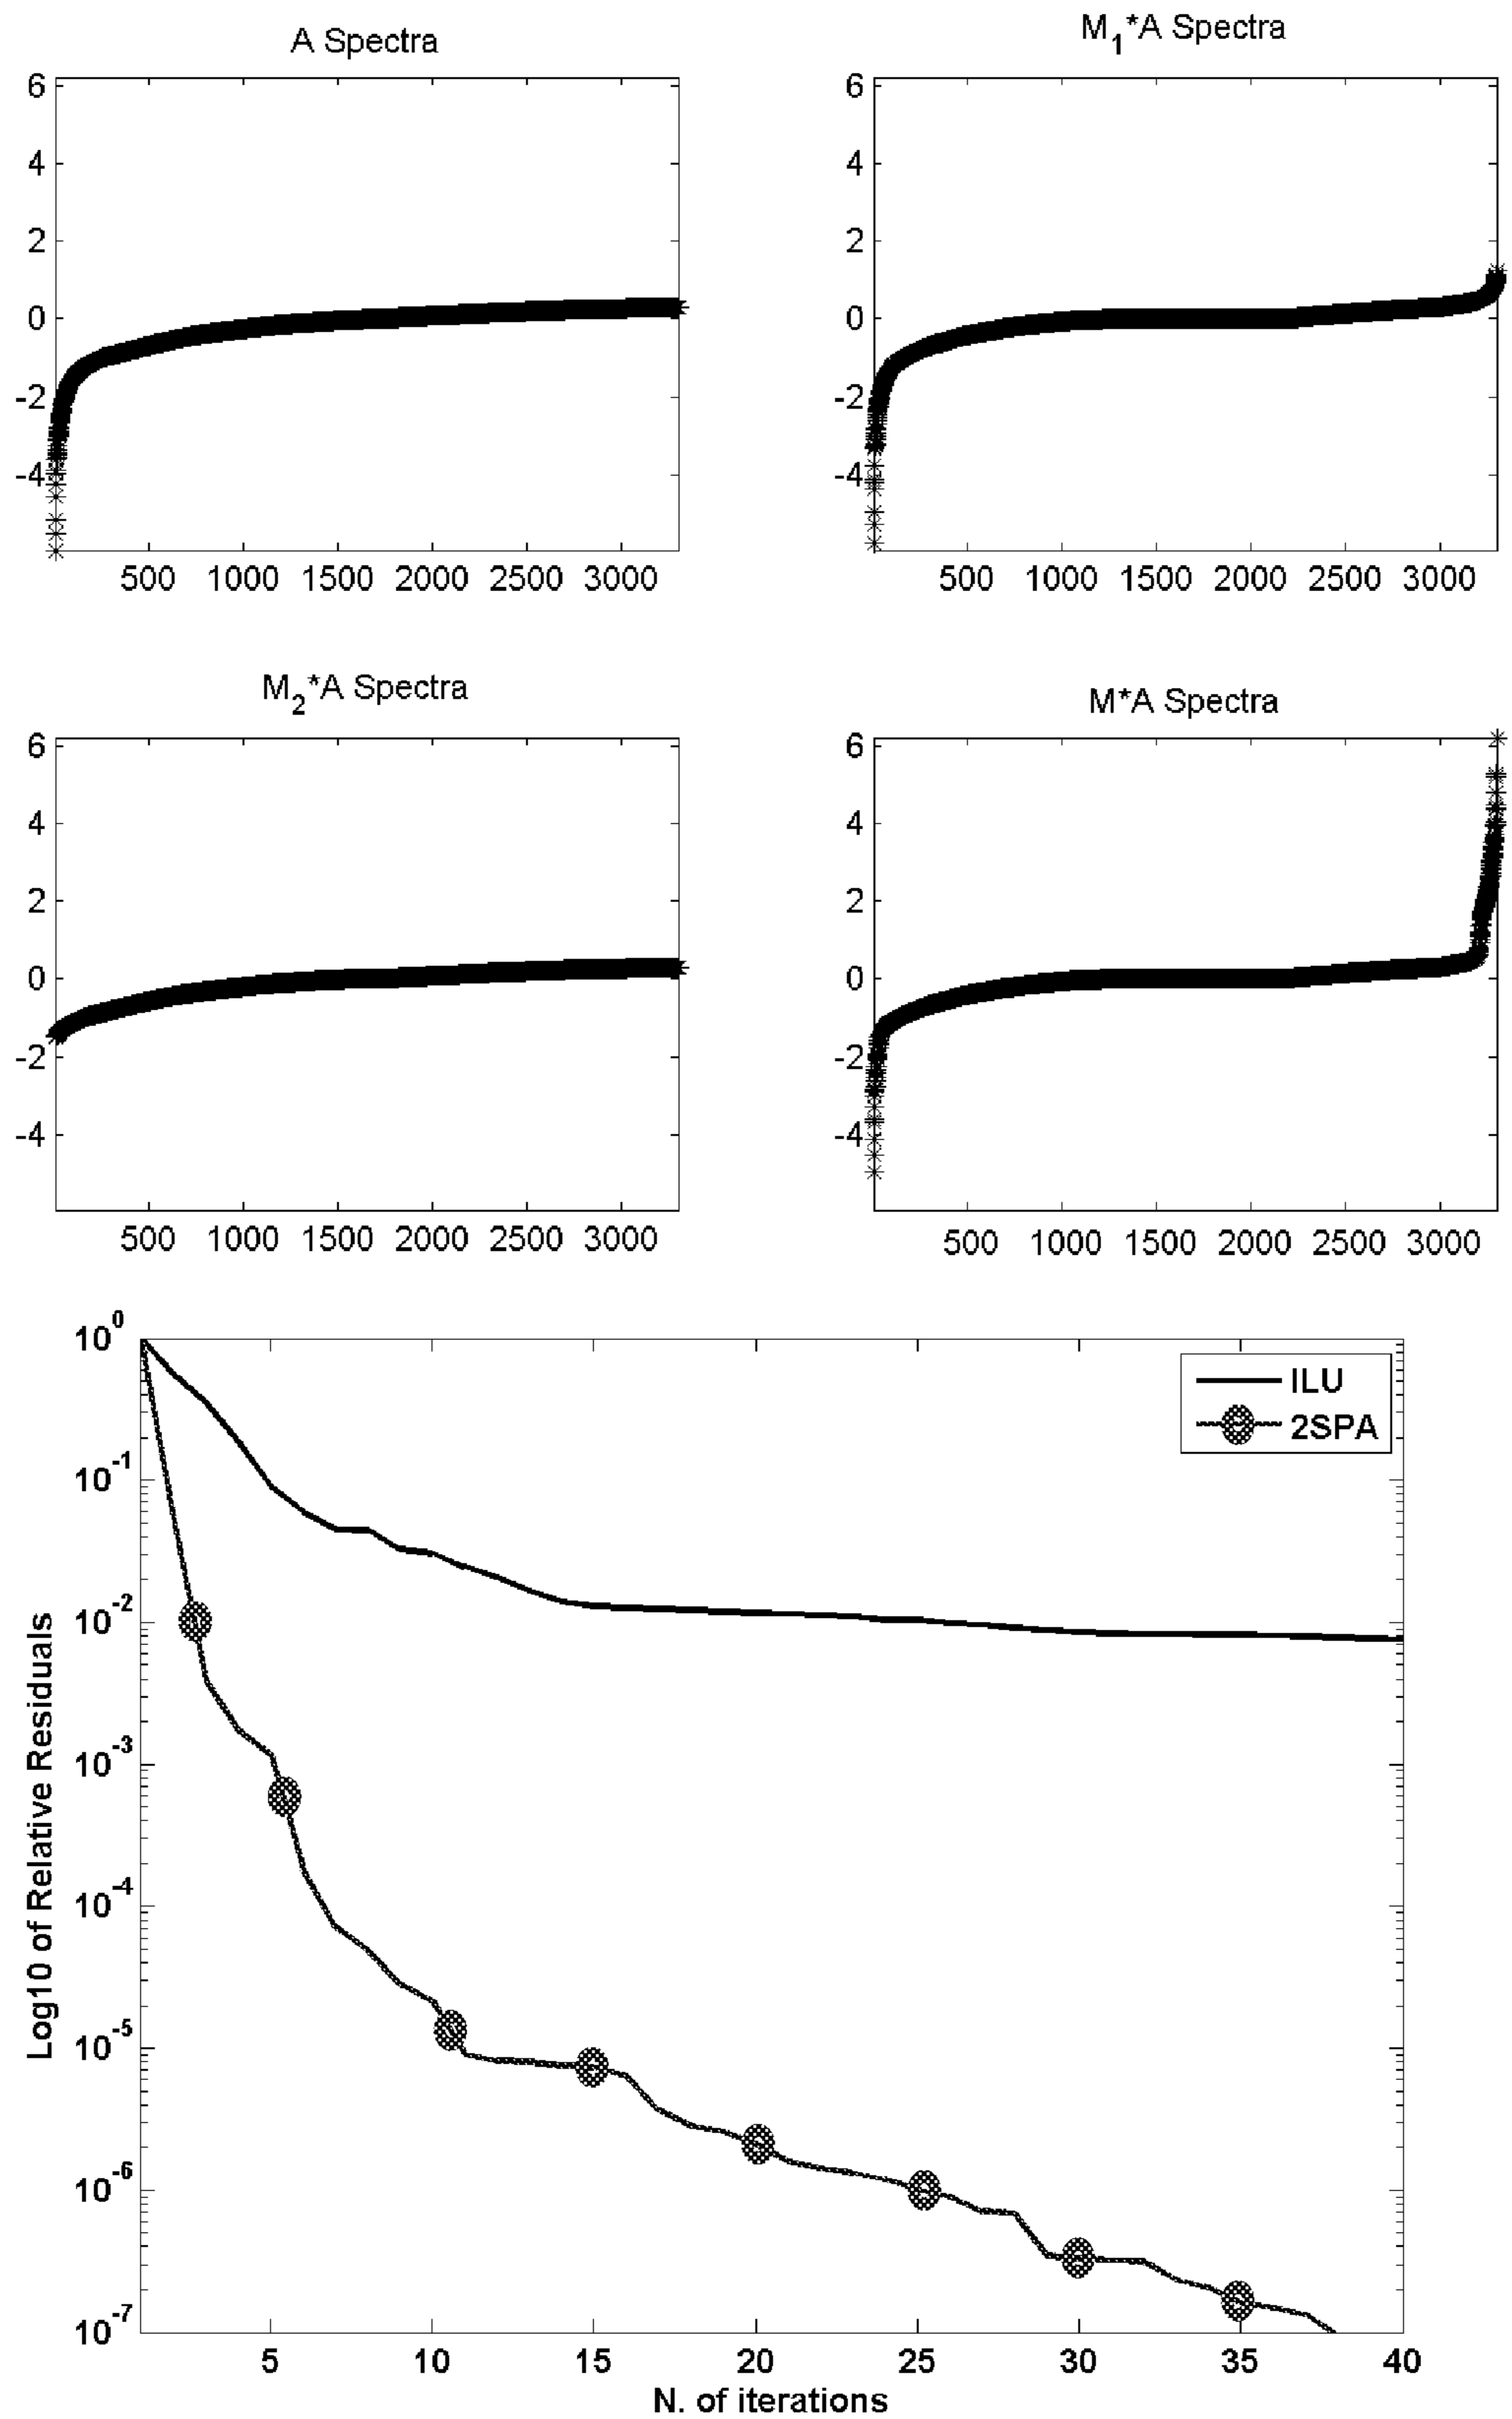 A Spectra
M1*A Spectra
6
4
2
0
-2
-4
500 1000 1500 2000 2500 3000
6
4
2
0
-2
-4
500 1000 1500 2000 2500 3000
M2*A Spectra
M*A Spectra
6
4
2
0
-2
-4
500 1000 1500 2000 2500 3000
6
4
2
0
-2
-4
500 1000 1500 2000 2500 3000
Log10 of Relative Residuals
10^0
10^-1
10^-2
10^-3
10^-4
10^-5
10^-6
10^-7
ILU
2SPA
5 10 15 20 25 30 35 40
N. of iterations